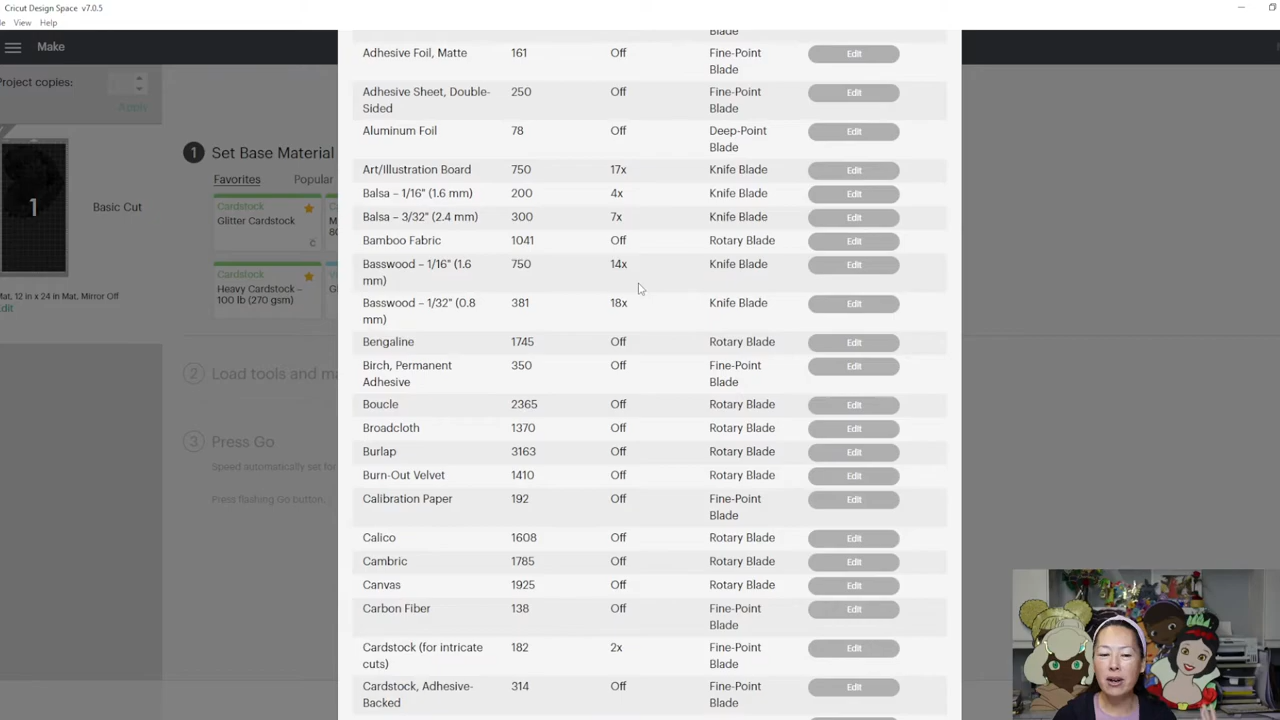 Cricut Design Space v7.0.5
View Help
Make
Project copies:
Apply
1
Basic Cut
Mat, 12 in x 24 in Mat, Mirror Off
1 Set Base Material
Favorites Popular
Cardstock
Glitter Cardstock
Cardstock
Heavy Cardstock –
100 lb (270 gsm)
2 Load tools and ma
3 Press Go
Speed automatically set for
Press flashing Go button.
Blade
Adhesive Foil, Matte 161 Off Fine-Point Blade Edit
Adhesive Sheet, Double-
Sided 250 Off Fine-Point Blade Edit
Aluminum Foil 78 Off Deep-Point Blade Edit
Art/Illustration Board 750 17x Knife Blade Edit
Balsa – 1/16" (1.6 mm) 200 4x Knife Blade Edit
Balsa – 3/32" (2.4 mm) 300 7x Knife Blade Edit
Bamboo Fabric 1041 Off Rotary Blade Edit
Basswood – 1/16" (1.6
mm) 750 14x Knife Blade Edit
Basswood – 1/32" (0.8
mm) 381 18x Knife Blade Edit
Bengaline 1745 Off Rotary Blade Edit
Birch, Permanent
Adhesive 350 Off Fine-Point Blade Edit
Boucle 2365 Off Rotary Blade Edit
Broadcloth 1370 Off Rotary Blade Edit
Burlap 3163 Off Rotary Blade Edit
Burn-Out Velvet 1410 Off Rotary Blade Edit
Calibration Paper 192 Off Fine-Point Blade Edit
Calico 1608 Off Rotary Blade Edit
Cambric 1785 Off Rotary Blade Edit
Canvas 1925 Off Rotary Blade Edit
Carbon Fiber 138 Off Fine-Point Blade Edit
Cardstock (for intricate
cuts) 182 2x Fine-Point Blade Edit
Cardstock, Adhesive-
Backed 314 Off Fine-Point Blade Edit